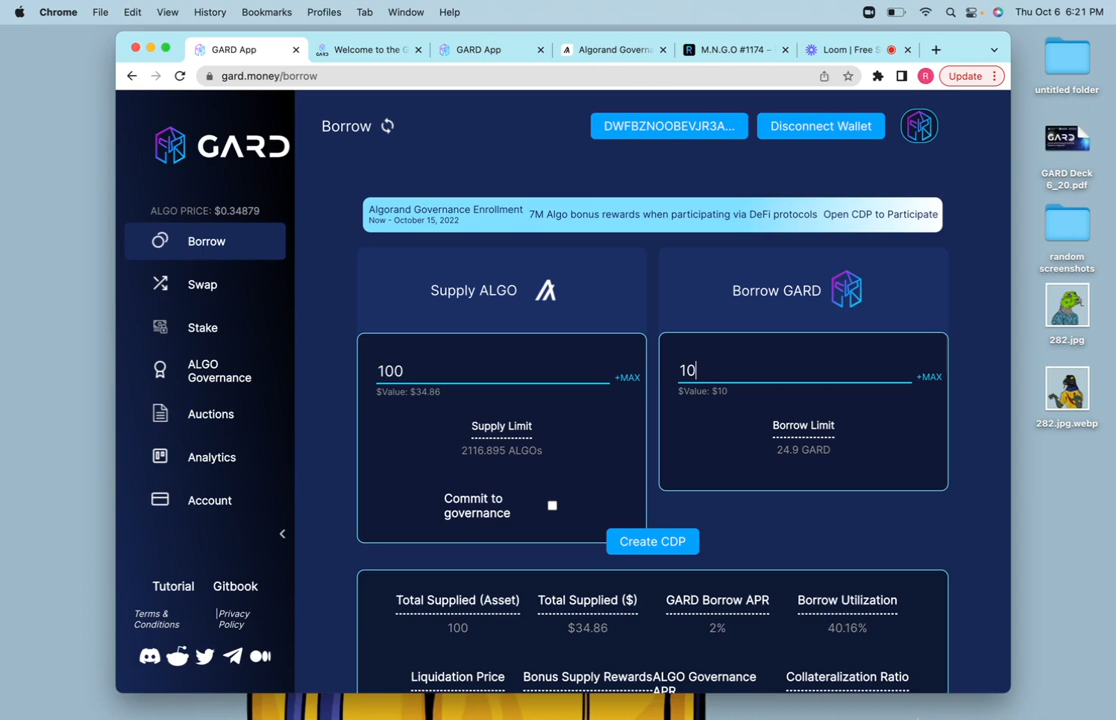 Chrome File Edit View History Bookmarks Profiles Tab Window Help Thu Oct 6 6:21 PM
GARD App Welcome to the G GARD App Algorand Governa M.N.G.O #1174 – Loom | Free S
gard.money/borrow Update
untitled folder
GARD Deck
6_20.pdf
random
screenshots
282.jpg
282.jpg.webp
GARD
ALGO PRICE: $0.34879
Borrow
Swap
Stake
ALGO
Governance
Auctions
Analytics
Account
Tutorial Gitbook
Terms &
Conditions
|Privacy
Policy
Borrow
DWFBZNOOBEVJR3A... Disconnect Wallet
Algorand Governance Enrollment
Now - October 15, 2022
7M Algo bonus rewards when participating via DeFi protocols Open CDP to Participate
Supply ALGO
100
+MAX
$Value: $34.86
Supply Limit
2116.895 ALGOs
Commit to
governance
Borrow GARD
10
+MAX
$Value: $10
Borrow Limit
24.9 GARD
Create CDP
Total Supplied (Asset) Total Supplied ($) GARD Borrow APR Borrow Utilization
100 $34.86 2% 40.16%
Liquidation Price Bonus Supply Rewards ALGO Governance
APR
Collateralization Ratio